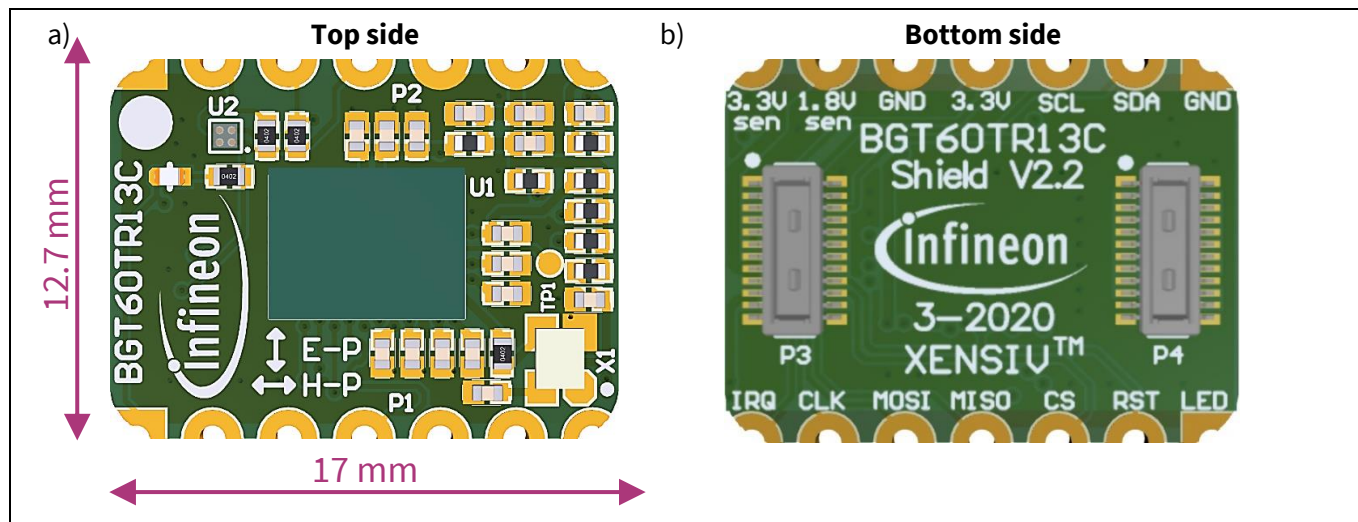 a)
Top side
12.7 mm
17 mm
BGT60TR13C
U2
P2
0402
0402
0402
U1
infineon
TP1
E-P
H-P
0402
X1
P1
b)
Bottom side
3.3V sen
1.8V sen
GND
3.3V
SCL
SDA
GND
BGT60TR13C
Shield V2.2
infineon
3-2020
XENSIV™
P3
P4
IRQ CLK MOSI MISO CS RST LED